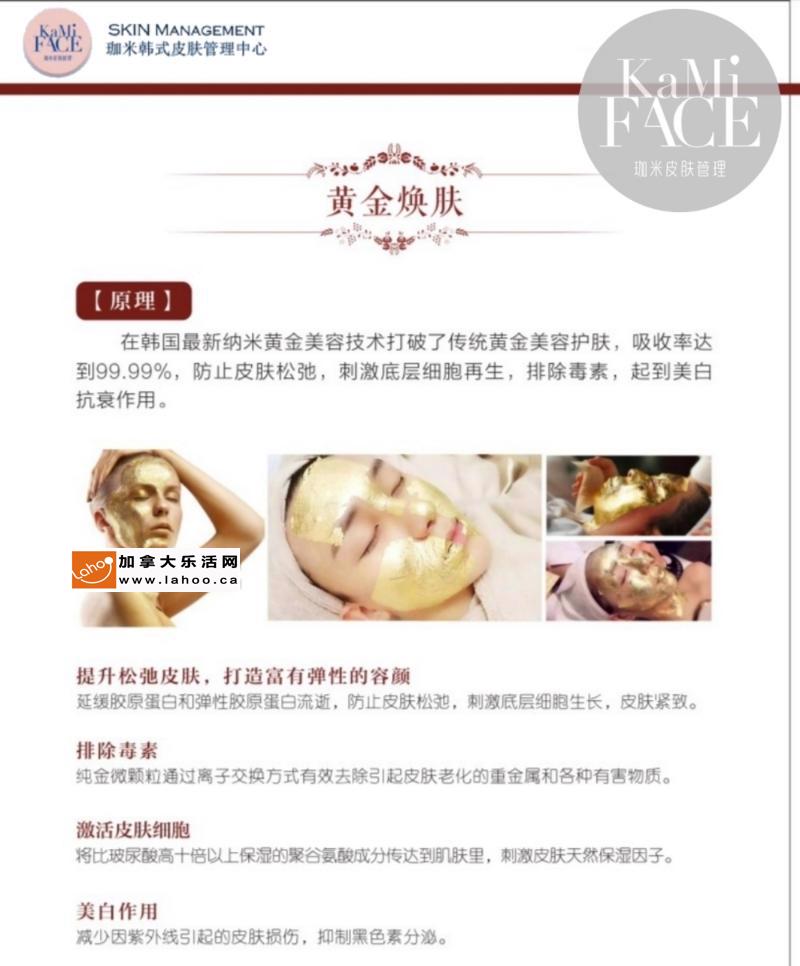 KaMi
FACE
珈米皮肤管理
SKIN MANAGEMENT
珈米韩式皮肤管理中心
KaMi
FACE
珈米皮肤管理
黄金焕肤
【原理】
在韩国最新纳米黄金美容技术打破了传统黄金美容护肤，吸收率达
到99.99%，防止皮肤松弛，刺激底层细胞再生，排除毒素，起到美白
抗衰作用。
Lahoo
加拿大乐活网
www.lahoo.ca
提升松弛皮肤，打造富有弹性的容颜
延缓胶原蛋白和弹性胶原蛋白流逝，防止皮肤松弛，刺激底层细胞生长，皮肤紧致。
排除毒素
纯金微颗粒通过离子交换方式有效去除引起皮肤老化的重金属和各种有害物质。
激活皮肤细胞
将比玻尿酸高十倍以上保湿的聚谷氨酸成分传达到肌肤里，刺激皮肤天然保湿因子。
美白作用
减少因紫外线引起的皮肤损伤，抑制黑色素分泌。